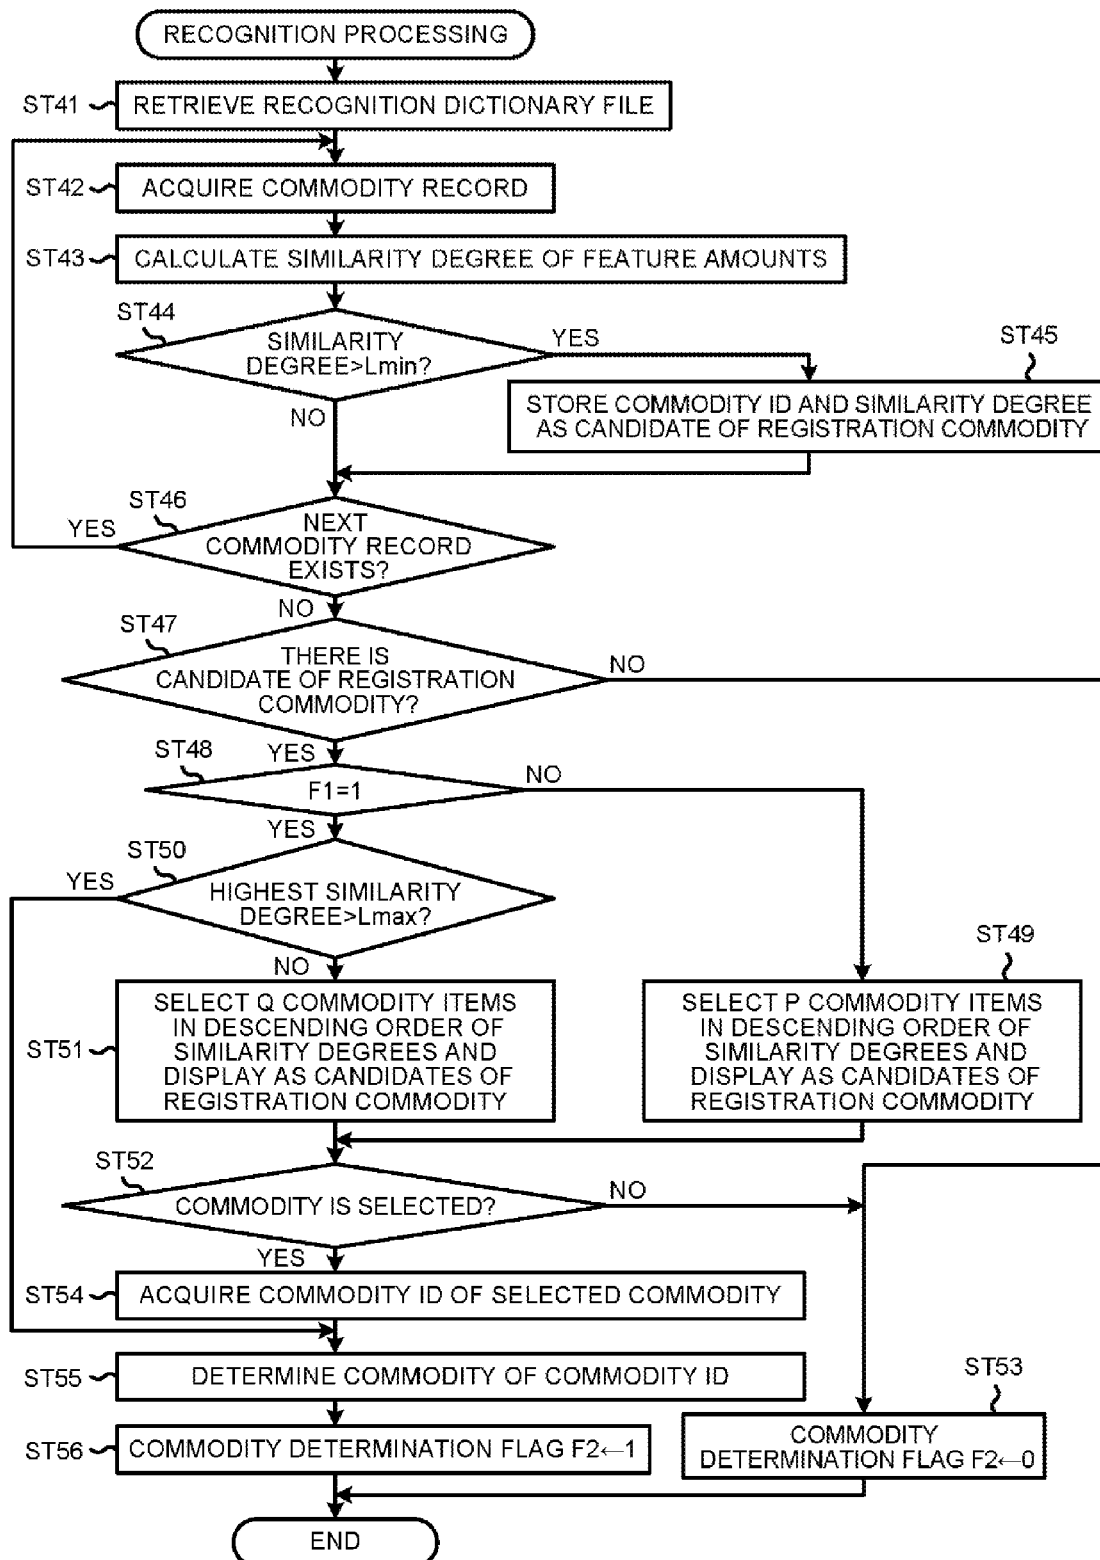 RECOGNITION PROCESSING
ST41
RETRIEVE RECOGNITION DICTIONARY FILE
ST42
ACQUIRE COMMODITY RECORD
ST43
CALCULATE SIMILARITY DEGREE OF FEATURE AMOUNTS
ST44
SIMILARITY
DEGREE>Lmin?
YES
NO
ST45
STORE COMMODITY ID AND SIMILARITY DEGREE
AS CANDIDATE OF REGISTRATION COMMODITY
ST46
YES
NEXT
COMMODITY RECORD
EXISTS?
NO
ST47
THERE IS
CANDIDATE OF REGISTRATION
COMMODITY?
NO
YES
ST48
F1=1
NO
YES
ST50
YES
HIGHEST SIMILARITY
DEGREE>Lmax?
NO
ST51
SELECT Q COMMODITY ITEMS
IN DESCENDING ORDER OF
SIMILARITY DEGREES AND
DISPLAY AS CANDIDATES OF
REGISTRATION COMMODITY
ST49
SELECT P COMMODITY ITEMS
IN DESCENDING ORDER OF
SIMILARITY DEGREES AND
DISPLAY AS CANDIDATES OF
REGISTRATION COMMODITY
ST52
COMMODITY IS SELECTED?
NO
YES
ST54
ACQUIRE COMMODITY ID OF SELECTED COMMODITY
ST55
DETERMINE COMMODITY OF COMMODITY ID
ST56
COMMODITY DETERMINATION FLAG F2←1
ST53
COMMODITY
DETERMINATION FLAG F2←0
END